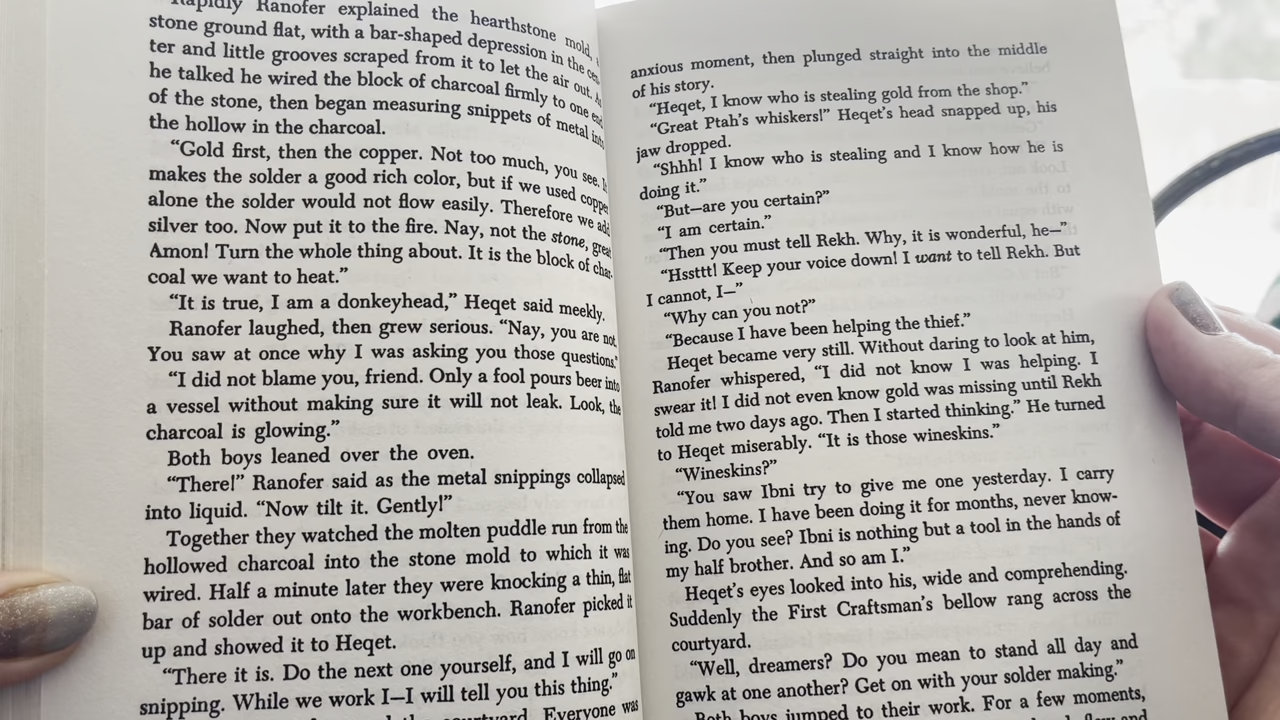 Rapidly Ranofer explained the hearthstone mold,
stone ground flat, with a bar-shaped depression in the
ter and little grooves scraped from it to let the air out. As
he talked he wired the block of charcoal firmly to one end
of the stone, then began measuring snippets of metal into
the hollow in the charcoal.
“Gold first, then the copper. Not too much, you see. It
makes the solder a good rich color, but if we used copper
alone the solder would not flow easily. Therefore we add
silver too. Now put it to the fire. Nay, not the stone, great
Amon! Turn the whole thing about. It is the block of char-
coal we want to heat.”
“It is true, I am a donkeyhead,” Heqet said meekly.
Ranofer laughed, then grew serious. “Nay, you are not.
You saw at once why I was asking you those questions.”
“I did not blame you, friend. Only a fool pours beer into
a vessel without making sure it will not leak. Look, the
charcoal is glowing.”
Both boys leaned over the oven.
“There!” Ranofer said as the metal snippings collapsed
into liquid. “Now tilt it. Gently!”
Together they watched the molten puddle run from the
hollowed charcoal into the stone mold to which it was
wired. Half a minute later they were knocking a thin, flat
bar of solder out onto the workbench. Ranofer picked it
up and showed it to Heqet.
“There it is. Do the next one yourself, and I will go on
snipping. While we work I—I will tell you this thing.”
courtyard. Everyone was
anxious moment, then plunged straight into the middle
of his story.
“Heqet, I know who is stealing gold from the shop.”
“Great Ptah’s whiskers!” Heqet’s head snapped up, his
jaw dropped.
“Shhh! I know who is stealing and I know how he is
doing it.”
“But—are you certain?”
“I am certain.”
“Then you must tell Rekh. Why, it is wonderful, he—”
“Hssttt! Keep your voice down! I want to tell Rekh. But
I cannot, I—”
“Why can you not?”
“Because I have been helping the thief.”
Heqet became very still. Without daring to look at him,
Ranofer whispered, “I did not know I was helping. I
swear it! I did not even know gold was missing until Rekh
told me two days ago. Then I started thinking.” He turned
to Heqet miserably. “It is those wineskins.”
“Wineskins?”
“You saw Ibni try to give me one yesterday. I carry
them home. I have been doing it for months, never know-
ing. Do you see? Ibni is nothing but a tool in the hands of
my half brother. And so am I.”
Heqet’s eyes looked into his, wide and comprehending.
Suddenly the First Craftsman’s bellow rang across the
courtyard.
“Well, dreamers? Do you mean to stand all day and
gawk at one another? Get on with your solder making.”
Both boys jumped to their work. For a few moments,
flow and